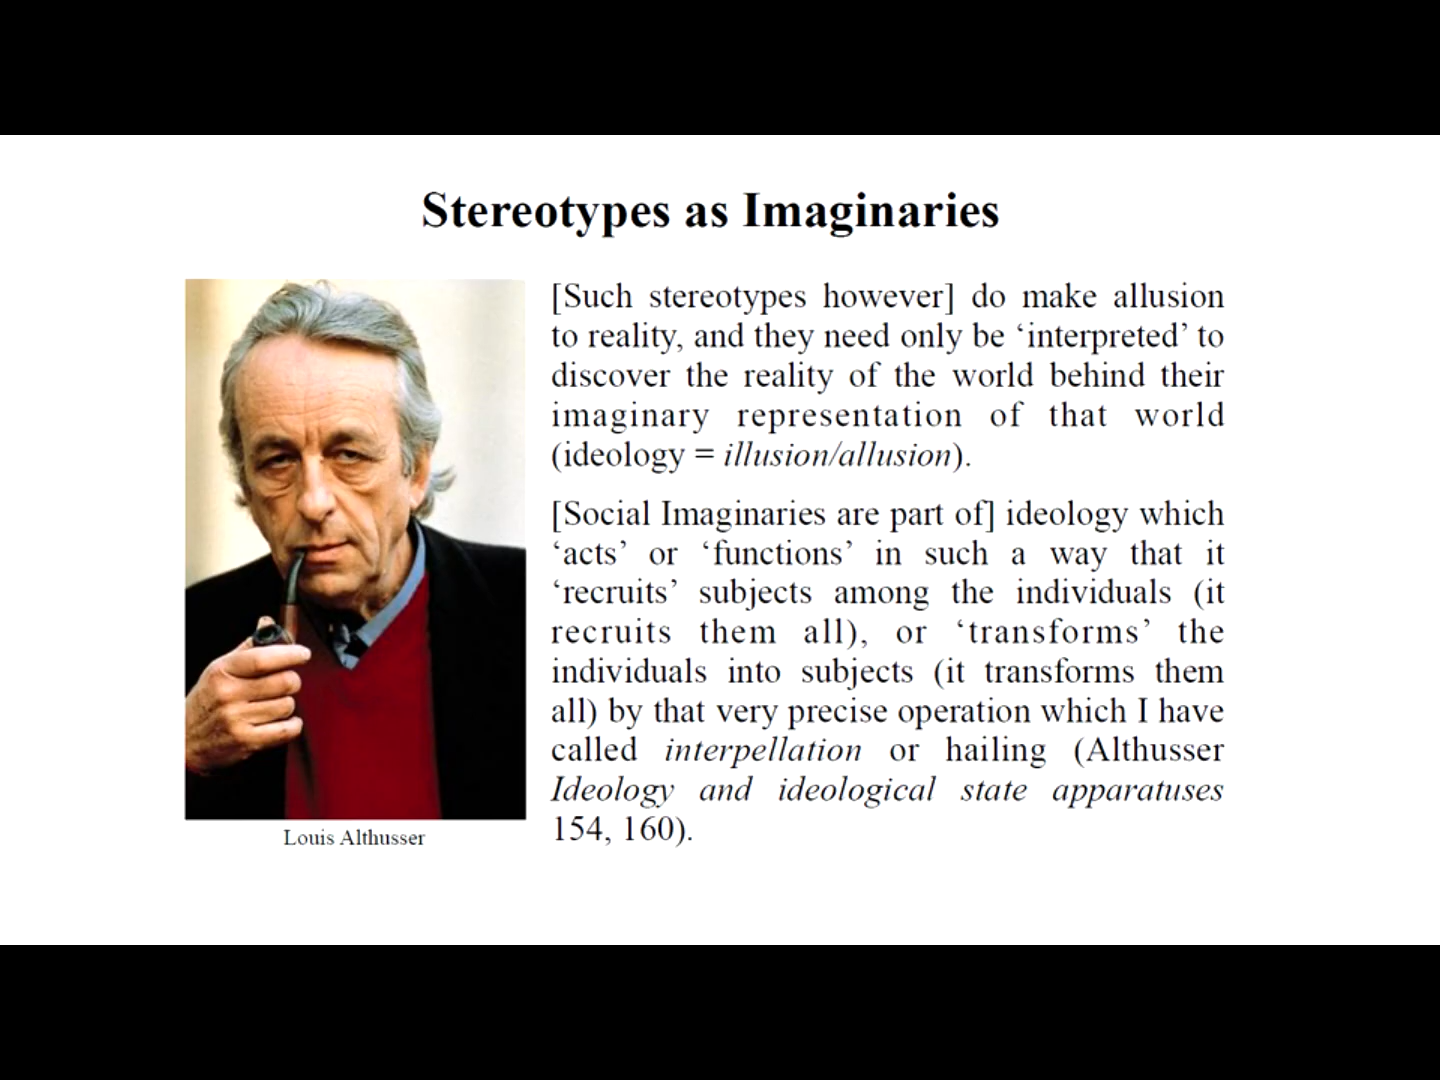 Stereotypes as Imaginaries
[Such stereotypes however] do make allusion
to reality, and they need only be ‘interpreted’ to
discover the reality of the world behind their
imaginary representation of that world
(ideology = illusion/allusion).
[Social Imaginaries are part of] ideology which
‘acts’ or ‘functions’ in such a way that it
‘recruits’ subjects among the individuals (it
recruits them all), or ‘transforms’ the
individuals into subjects (it transforms them
all) by that very precise operation which I have
called interpellation or hailing (Althusser
Ideology and ideological state apparatuses
154, 160).
Louis Althusser